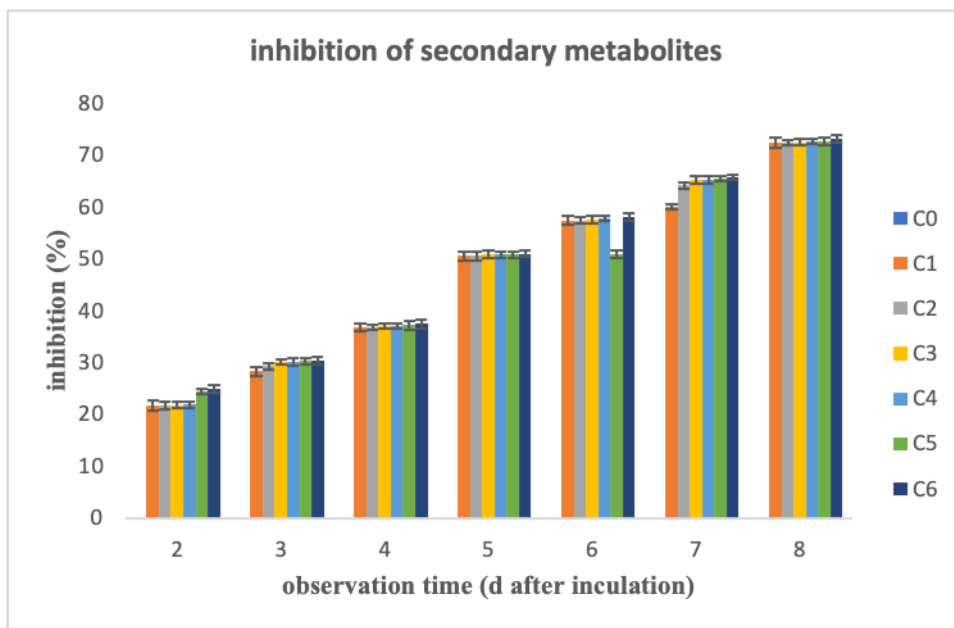 inhibition of secondary metabolites
80
70
60
50
40
30
20
10
0
inhibition (%)
2 3 4 5 6 7 8
observation time (d after inculation)
C0
C1
C2
C3
C4
C5
C6